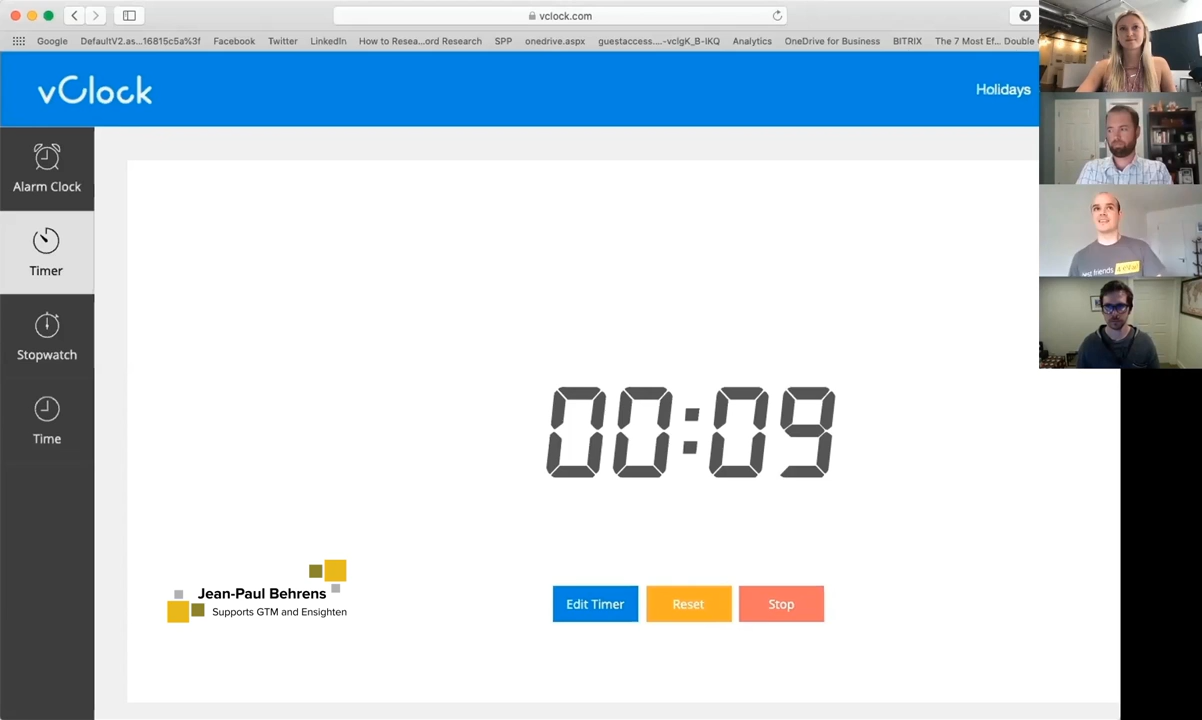 vclock.com
Google DefaultV2.as...16815c5a%3f Facebook Twitter LinkedIn How to Resea...ord Research SPP onedrive.aspx guestaccess....-vclgK_B-IKQ Analytics OneDrive for Business BITRIX The 7 Most Ef... Double
vClock
Holidays
Alarm Clock
Timer
Stopwatch
Time
00:09
Jean-Paul Behrens
Supports GTM and Ensighten
Edit Timer Reset Stop
friends